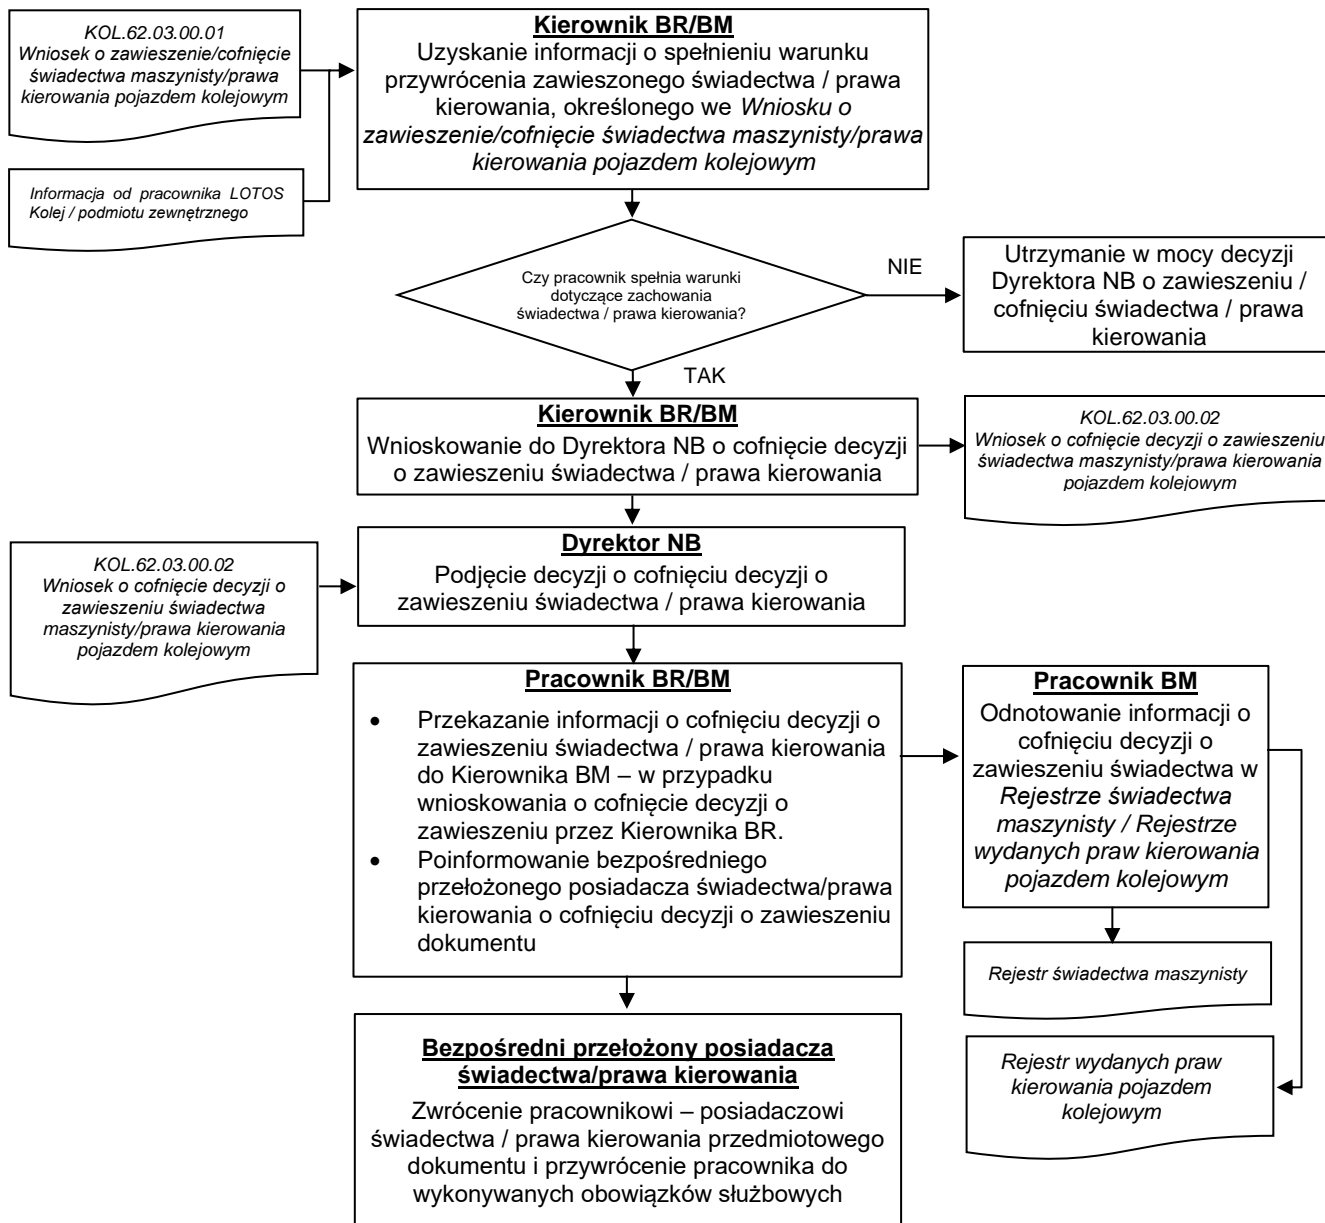 KOL.62.03.00.01
Wniosek o zawieszenie/cofnięcie
świadectwa maszynisty/prawa
kierowania pojazdem kolejowym
Informacja od pracownika LOTOS
Kolej / podmiotu zewnętrznego
Kierownik BR/BM
Uzyskanie informacji o spełnieniu warunku
przywrócenia zawieszonego świadectwa / prawa
kierowania, określonego we Wniosku o
zawieszenie/cofnięcie świadectwa maszynisty/prawa
kierowania pojazdem kolejowym
Czy pracownik spełnia warunki
dotyczące zachowania
świadectwa / prawa kierowania?
NIE
Utrzymanie w mocy decyzji
Dyrektora NB o zawieszeniu /
cofnięciu świadectwa / prawa
kierowania
TAK
Kierownik BR/BM
Wnioskowanie do Dyrektora NB o cofnięcie decyzji
o zawieszeniu świadectwa / prawa kierowania
KOL.62.03.00.02
Wniosek o cofnięcie decyzji o zawieszeniu
świadectwa maszynisty/prawa kierowania
pojazdem kolejowym
KOL.62.03.00.02
Wniosek o cofnięcie decyzji o
zawieszeniu świadectwa
maszynisty/prawa kierowania
pojazdem kolejowym
Dyrektor NB
Podjęcie decyzji o cofnięciu decyzji o
zawieszeniu świadectwa / prawa kierowania
Pracownik BR/BM
• Przekazanie informacji o cofnięciu decyzji o
zawieszeniu świadectwa / prawa kierowania
do Kierownika BM – w przypadku
wnioskowania o cofnięcie decyzji o
zawieszeniu przez Kierownika BR.
• Poinformowanie bezpośredniego
przełożonego posiadacza świadectwa/prawa
kierowania o cofnięciu decyzji o zawieszeniu
dokumentu
Pracownik BM
Odnotowanie informacji o
cofnięciu decyzji o
zawieszeniu świadectwa w
Rejestrze świadectwa
maszynisty / Rejestrze
wydanych praw kierowania
pojazdem kolejowym
Rejestr świadectwa maszynisty
Rejestr wydanych praw
kierowania pojazdem
kolejowym
Bezpośredni przełożony posiadacza
świadectwa/prawa kierowania
Zwrócenie pracownikowi – posiadaczowi
świadectwa / prawa kierowania przedmiotowego
dokumentu i przywrócenie pracownika do
wykonywanych obowiązków służbowych